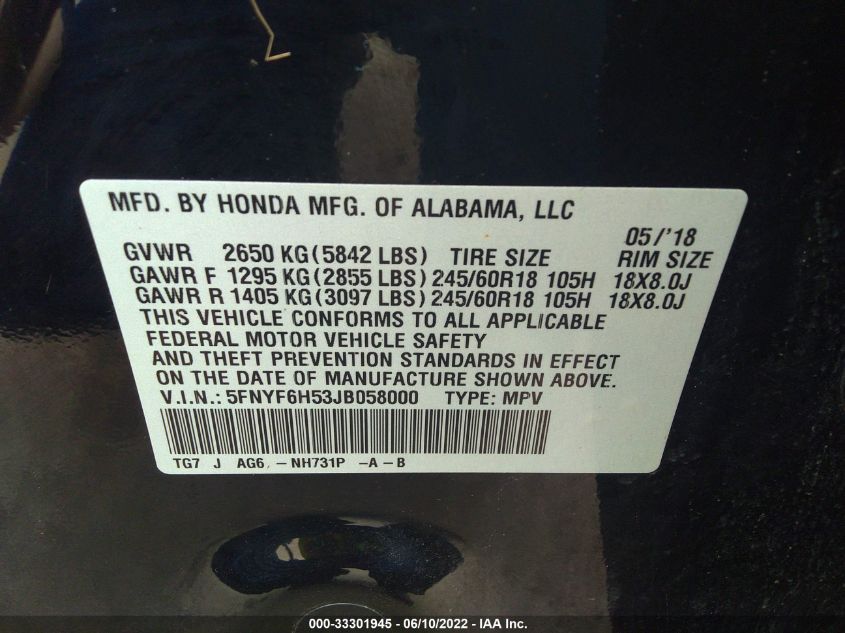 MFD. BY HONDA MFG. OF ALABAMA, LLC
05/'18
GVWR 2650 KG(5842 LBS) TIRE SIZE RIM SIZE
GAWR F 1295 KG(2855 LBS) 245/60R18 105H 18X8.0J
GAWR R 1405 KG(3097 LBS) 245/60R18 105H 18X8.0J
THIS VEHICLE CONFORMS TO ALL APPLICABLE
FEDERAL MOTOR VEHICLE SAFETY
AND THEFT PREVENTION STANDARDS IN EFFECT
ON THE DATE OF MANUFACTURE SHOWN ABOVE.
V.I.N.: 5FNYF6H53JB058000 TYPE: MPV
TG7 J AG6 -NH731P -A-B
000-33301945 - 06/10/2022 - IAA Inc.